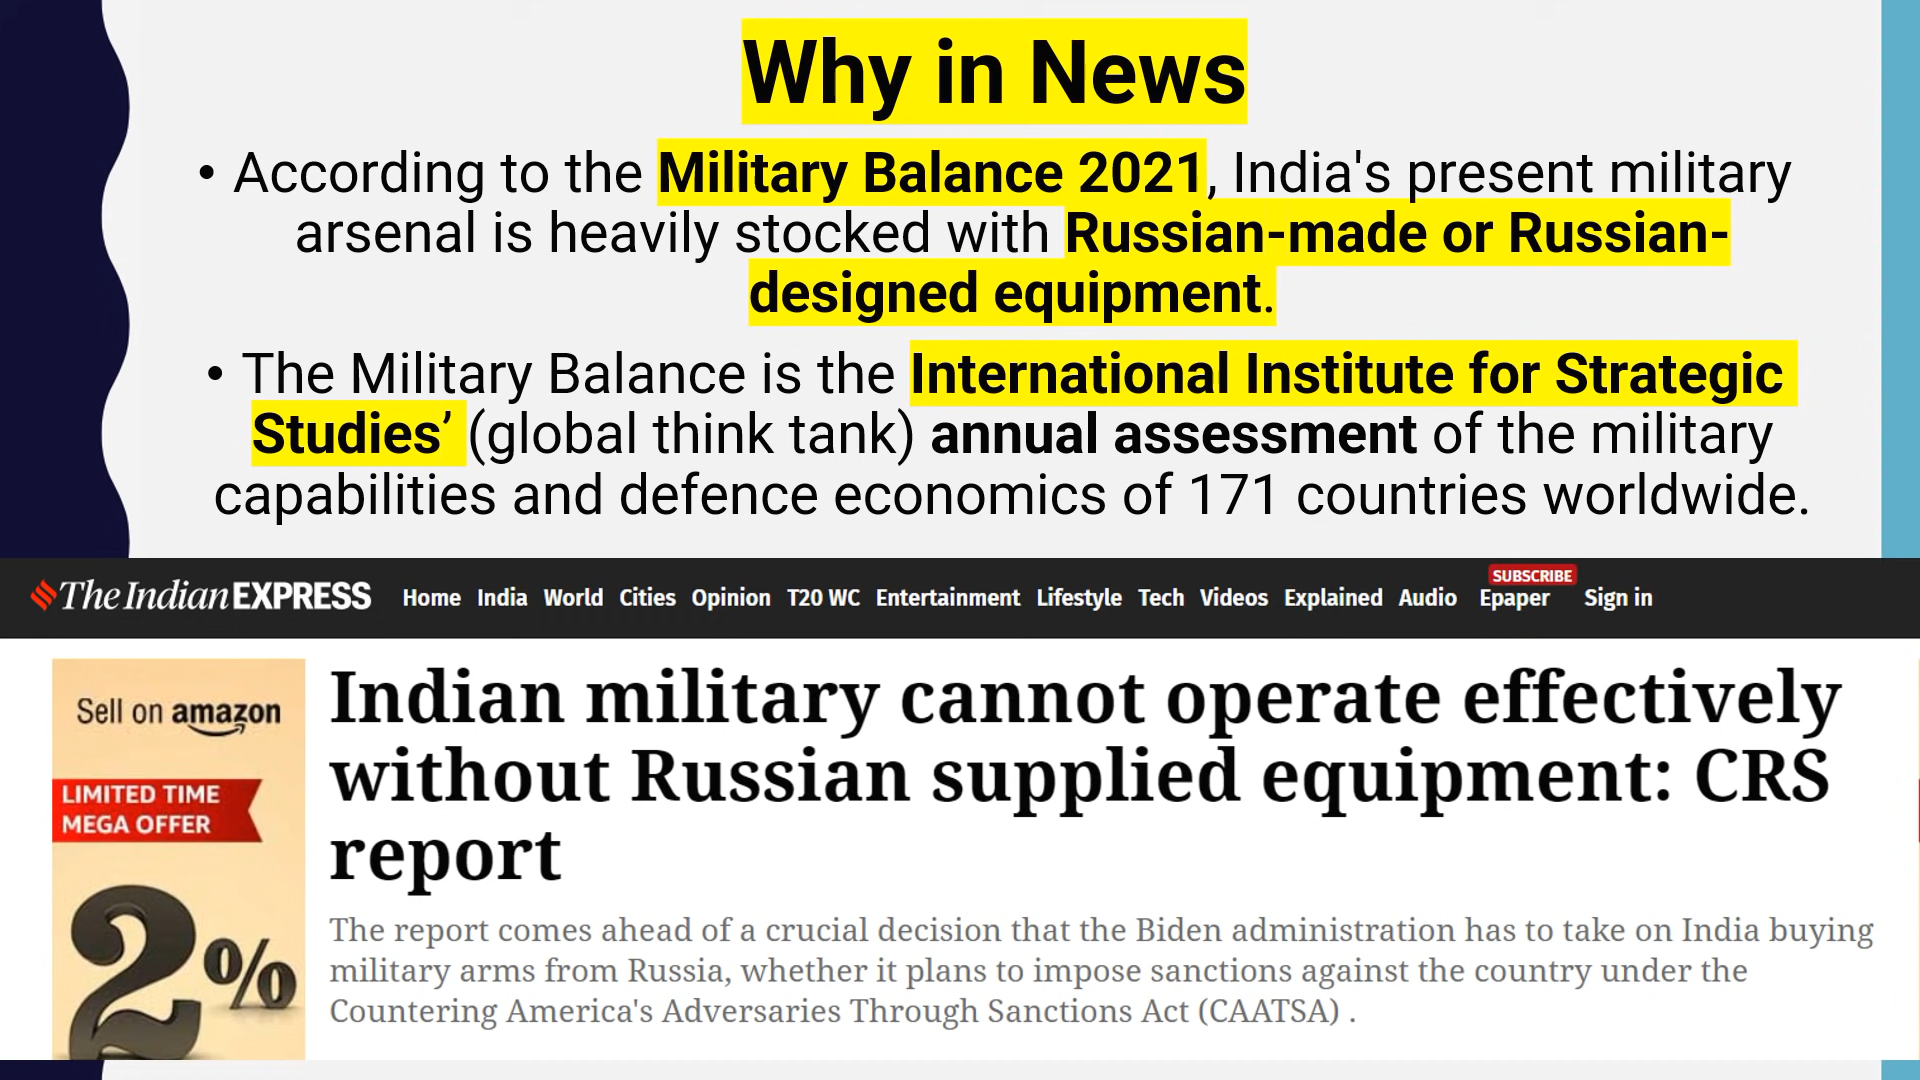 Why in News
• According to the Military Balance 2021, India's present military
arsenal is heavily stocked with Russian-made or Russian-
designed equipment.
• The Military Balance is the International Institute for Strategic
Studies’ (global think tank) annual assessment of the military
capabilities and defence economics of 171 countries worldwide.
The Indian EXPRESS Home India World Cities Opinion T20 WC Entertainment Lifestyle Tech Videos Explained Audio Epaper SUBSCRIBE Sign in
Sell on amazon
LIMITED TIME
MEGA OFFER
2%
Indian military cannot operate effectively
without Russian supplied equipment: CRS
report
The report comes ahead of a crucial decision that the Biden administration has to take on India buying
military arms from Russia, whether it plans to impose sanctions against the country under the
Countering America's Adversaries Through Sanctions Act (CAATSA) .